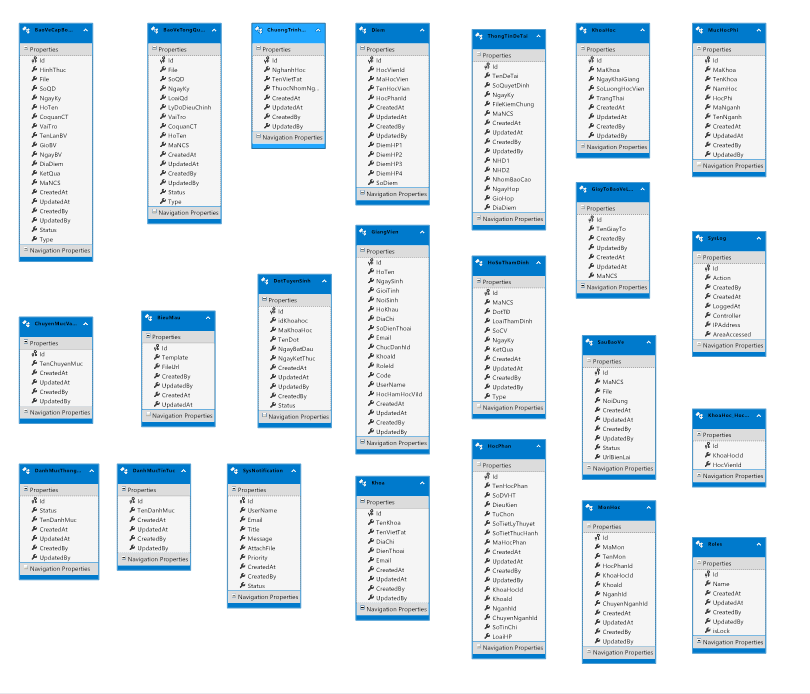 BaoVeCapBo...
Properties
Id
HinhThuc
File
SoQD
NgayKy
HoTen
CoquanCT
VaiTro
TenLanBV
GioBV
NgayBV
DiaDiem
KetQua
MaNCS
CreatedAt
UpdatedAt
CreatedBy
UpdatedBy
Status
Type
Navigation Properties
BaoVeTongQu...
Properties
Id
File
SoQD
NgayKy
LoaiQd
LyDoDieuChinh
VaiTro
CoquanCT
HoTen
MaNCS
CreatedAt
UpdatedAt
CreatedBy
UpdatedBy
Status
Type
Navigation Properties
ChuongTrinh...
Properties
Id
NghanhHoc
TenVietTat
ThuocNhomNg...
CreatedAt
UpdatedAt
CreatedBy
UpdatedBy
Navigation Properties
Diem
Properties
Id
HocVienId
MaHocVien
TenHocVien
HocPhanId
CreatedAt
UpdatedAt
CreatedBy
UpdatedBy
DiemHP1
DiemHP2
DiemHP3
DiemHP4
SoDiem
Navigation Properties
ThangTinDeTai
Properties
Id
TenDeTai
SoQuyetDinh
NgayKy
FileKiemChung
MaNCS
CreatedAt
UpdatedAt
CreatedBy
UpdatedBy
NHD1
NHD2
NhomBaoCao
NgayHop
GioHop
DiaDiem
Navigation Properties
KhoaHoc
Properties
Id
MaKhoa
NgayKhaiGiang
SoLuongHocVien
TrangThai
CreatedAt
UpdatedAt
CreatedBy
UpdatedBy
Navigation Properties
MucHocPhi
Properties
Id
MaKhoa
TenKhoa
NamHoc
HocPhi
MaNganh
TenNganh
CreatedAt
CreatedBy
UpdatedAt
UpdatedBy
Navigation Properties
GiayToBaoVeL...
Properties
Id
TenGiayTo
CreatedBy
UpdatedBy
CreatedAt
UpdatedAt
MaNCS
Navigation Properties
GiangVien
Properties
Id
HoTen
NgaySinh
GioiTinh
NoiSinh
HoKhau
DiaChi
SoDienThoai
Email
ChucDanhId
KhoaId
RoleId
Code
UserName
HocHamHocViId
CreatedAt
UpdatedAt
CreatedBy
UpdatedBy
Navigation Properties
SysLog
Properties
Id
Action
CreatedBy
CreatedAt
LoggedAt
Controller
IPAddress
AreaAccessed
Navigation Properties
HoSoThamDinh
Properties
Id
MaNCS
DotTD
LoaiThamDinh
SoCV
NgayKy
KetQua
CreatedAt
UpdatedAt
CreatedBy
UpdatedBy
Type
Navigation Properties
DotTuyenSinh
Properties
Id
idKhoahoc
MaKhoaHoc
TenDot
NgayBatDau
NgayKetThuc
CreatedAt
UpdatedAt
UpdatedBy
CreatedBy
Status
Navigation Properties
ChuyenMucVa...
Properties
Id
TenChuyenMuc
CreatedAt
UpdatedAt
CreatedBy
UpdatedBy
Navigation Properties
BieuMau
Properties
Id
Template
FileUrl
CreatedBy
UpdatedBy
CreatedAt
UpdatedAt
Navigation Properties
SauBaoVe
Properties
Id
MaNCS
File
NoiDung
CreatedAt
UpdatedAt
CreatedBy
UpdatedBy
Status
UrlBienLai
Navigation Properties
KhoaHoc_Hoc...
Properties
Id
KhoaHocId
HocVienId
Navigation Properties
HocPhan
Properties
Id
TenHocPhan
SoDVHT
DieuKien
TuChon
SoTietLyThuyet
SoTietThucHanh
MaHocPhan
CreatedAt
UpdatedAt
CreatedBy
UpdatedBy
KhoaHocId
KhoaId
NganhId
ChuyenNganhId
SoTinChi
LoaiHP
Navigation Properties
DanhMucThong...
Properties
Id
Status
TenDanhMuc
CreatedAt
UpdatedAt
CreatedBy
UpdatedBy
Navigation Properties
DanhMucTinTuc
Properties
Id
TenDanhMuc
CreatedAt
UpdatedAt
CreatedBy
UpdatedBy
Navigation Properties
SysNotification
Properties
Id
UserName
Email
Title
Message
AttachFile
Priority
CreatedAt
CreatedBy
Status
Navigation Properties
Khoa
Properties
Id
TenKhoa
TenVietTat
DiaChi
DienThoai
Email
CreatedAt
UpdatedAt
CreatedBy
UpdatedBy
Navigation Properties
MonHoc
Properties
Id
MaMon
TenMon
HocPhanId
KhoaHocId
KhoaId
NganhId
ChuyenNganhId
CreatedAt
UpdatedAt
CreatedBy
UpdatedBy
Navigation Properties
Roles
Properties
Id
Name
CreatedAt
UpdatedAt
CreatedBy
UpdatedBy
isLock
Navigation Properties